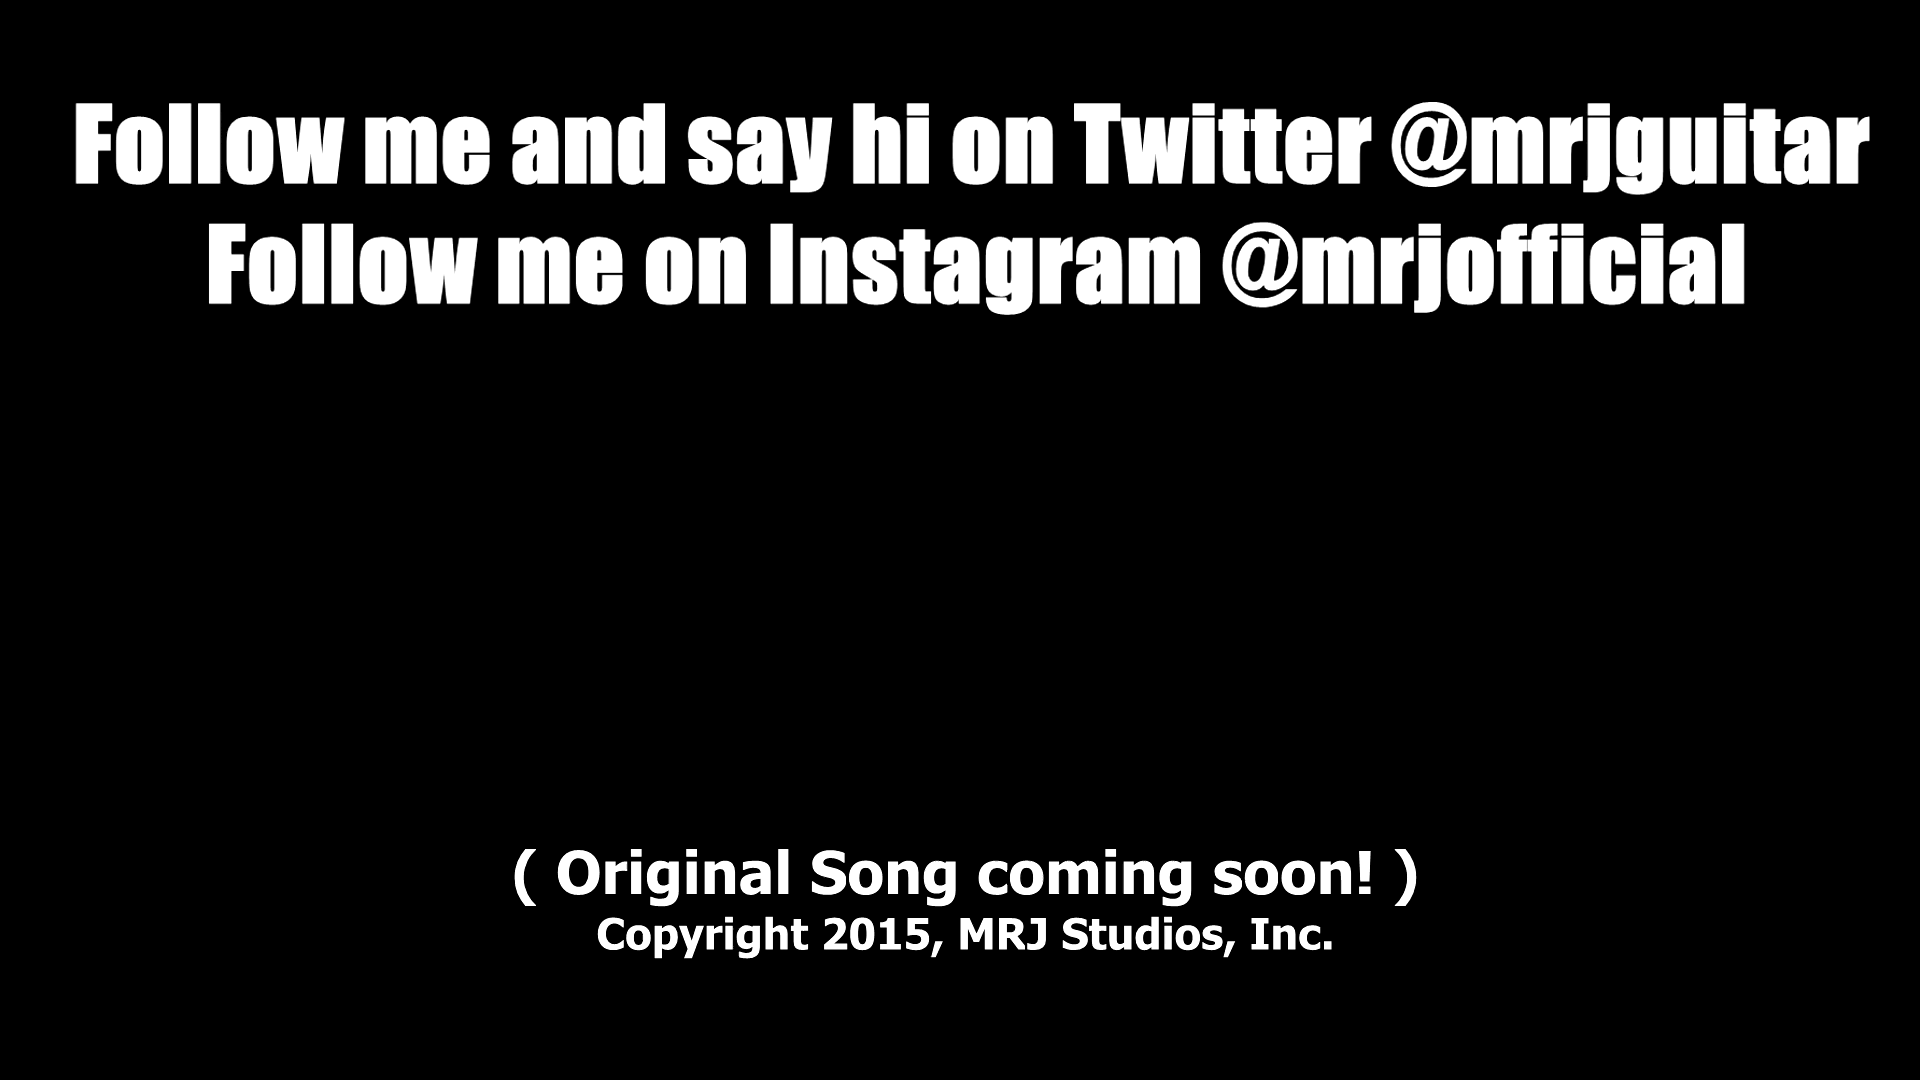 Follow me and say hi on Twitter @mrjguitar
Follow me on Instagram @mrjofficial
( Original Song coming soon! )
Copyright 2015, MRJ Studios, Inc.